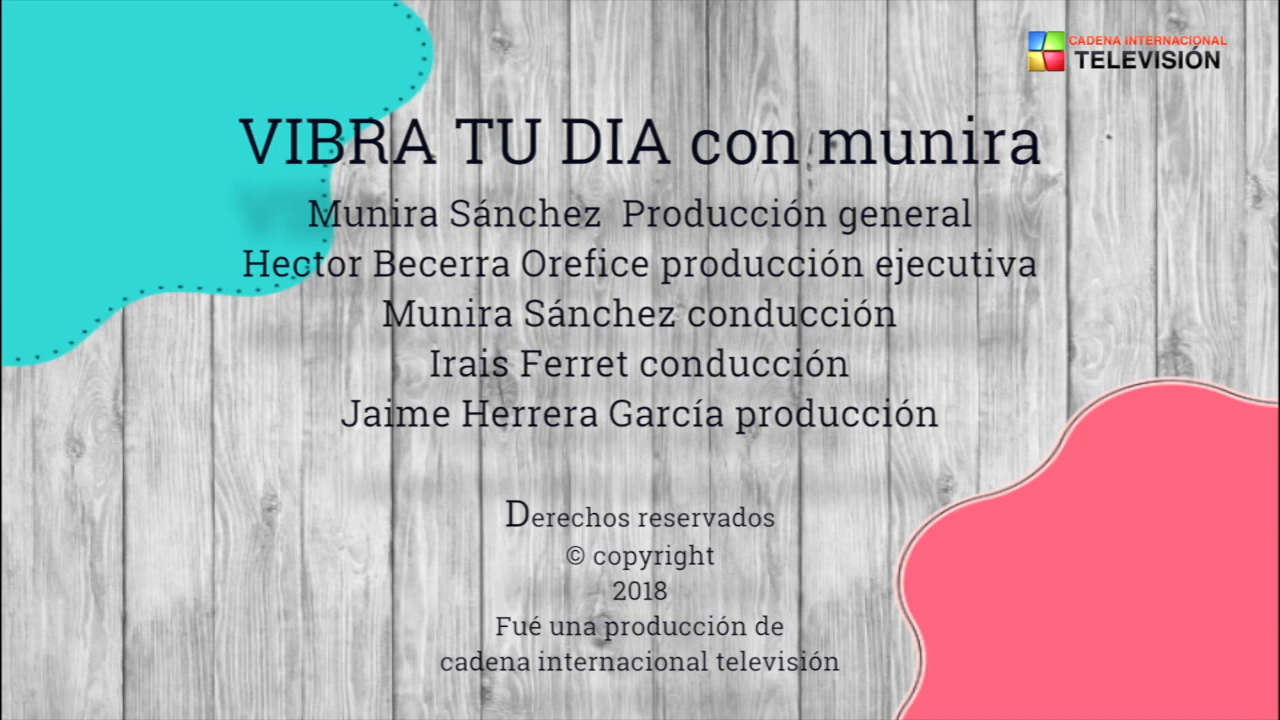 CADENA INTERNACIONAL
TELEVISIÓN
VIBRA TU DIA con munira
Munira Sánchez  Producción general
Hector Becerra Orefice producción ejecutiva
Munira Sánchez conducción
Irais Ferret conducción
Jaime Herrera García producción
Derechos reservados
© copyright
2018
Fué una producción de
cadena internacional televisión